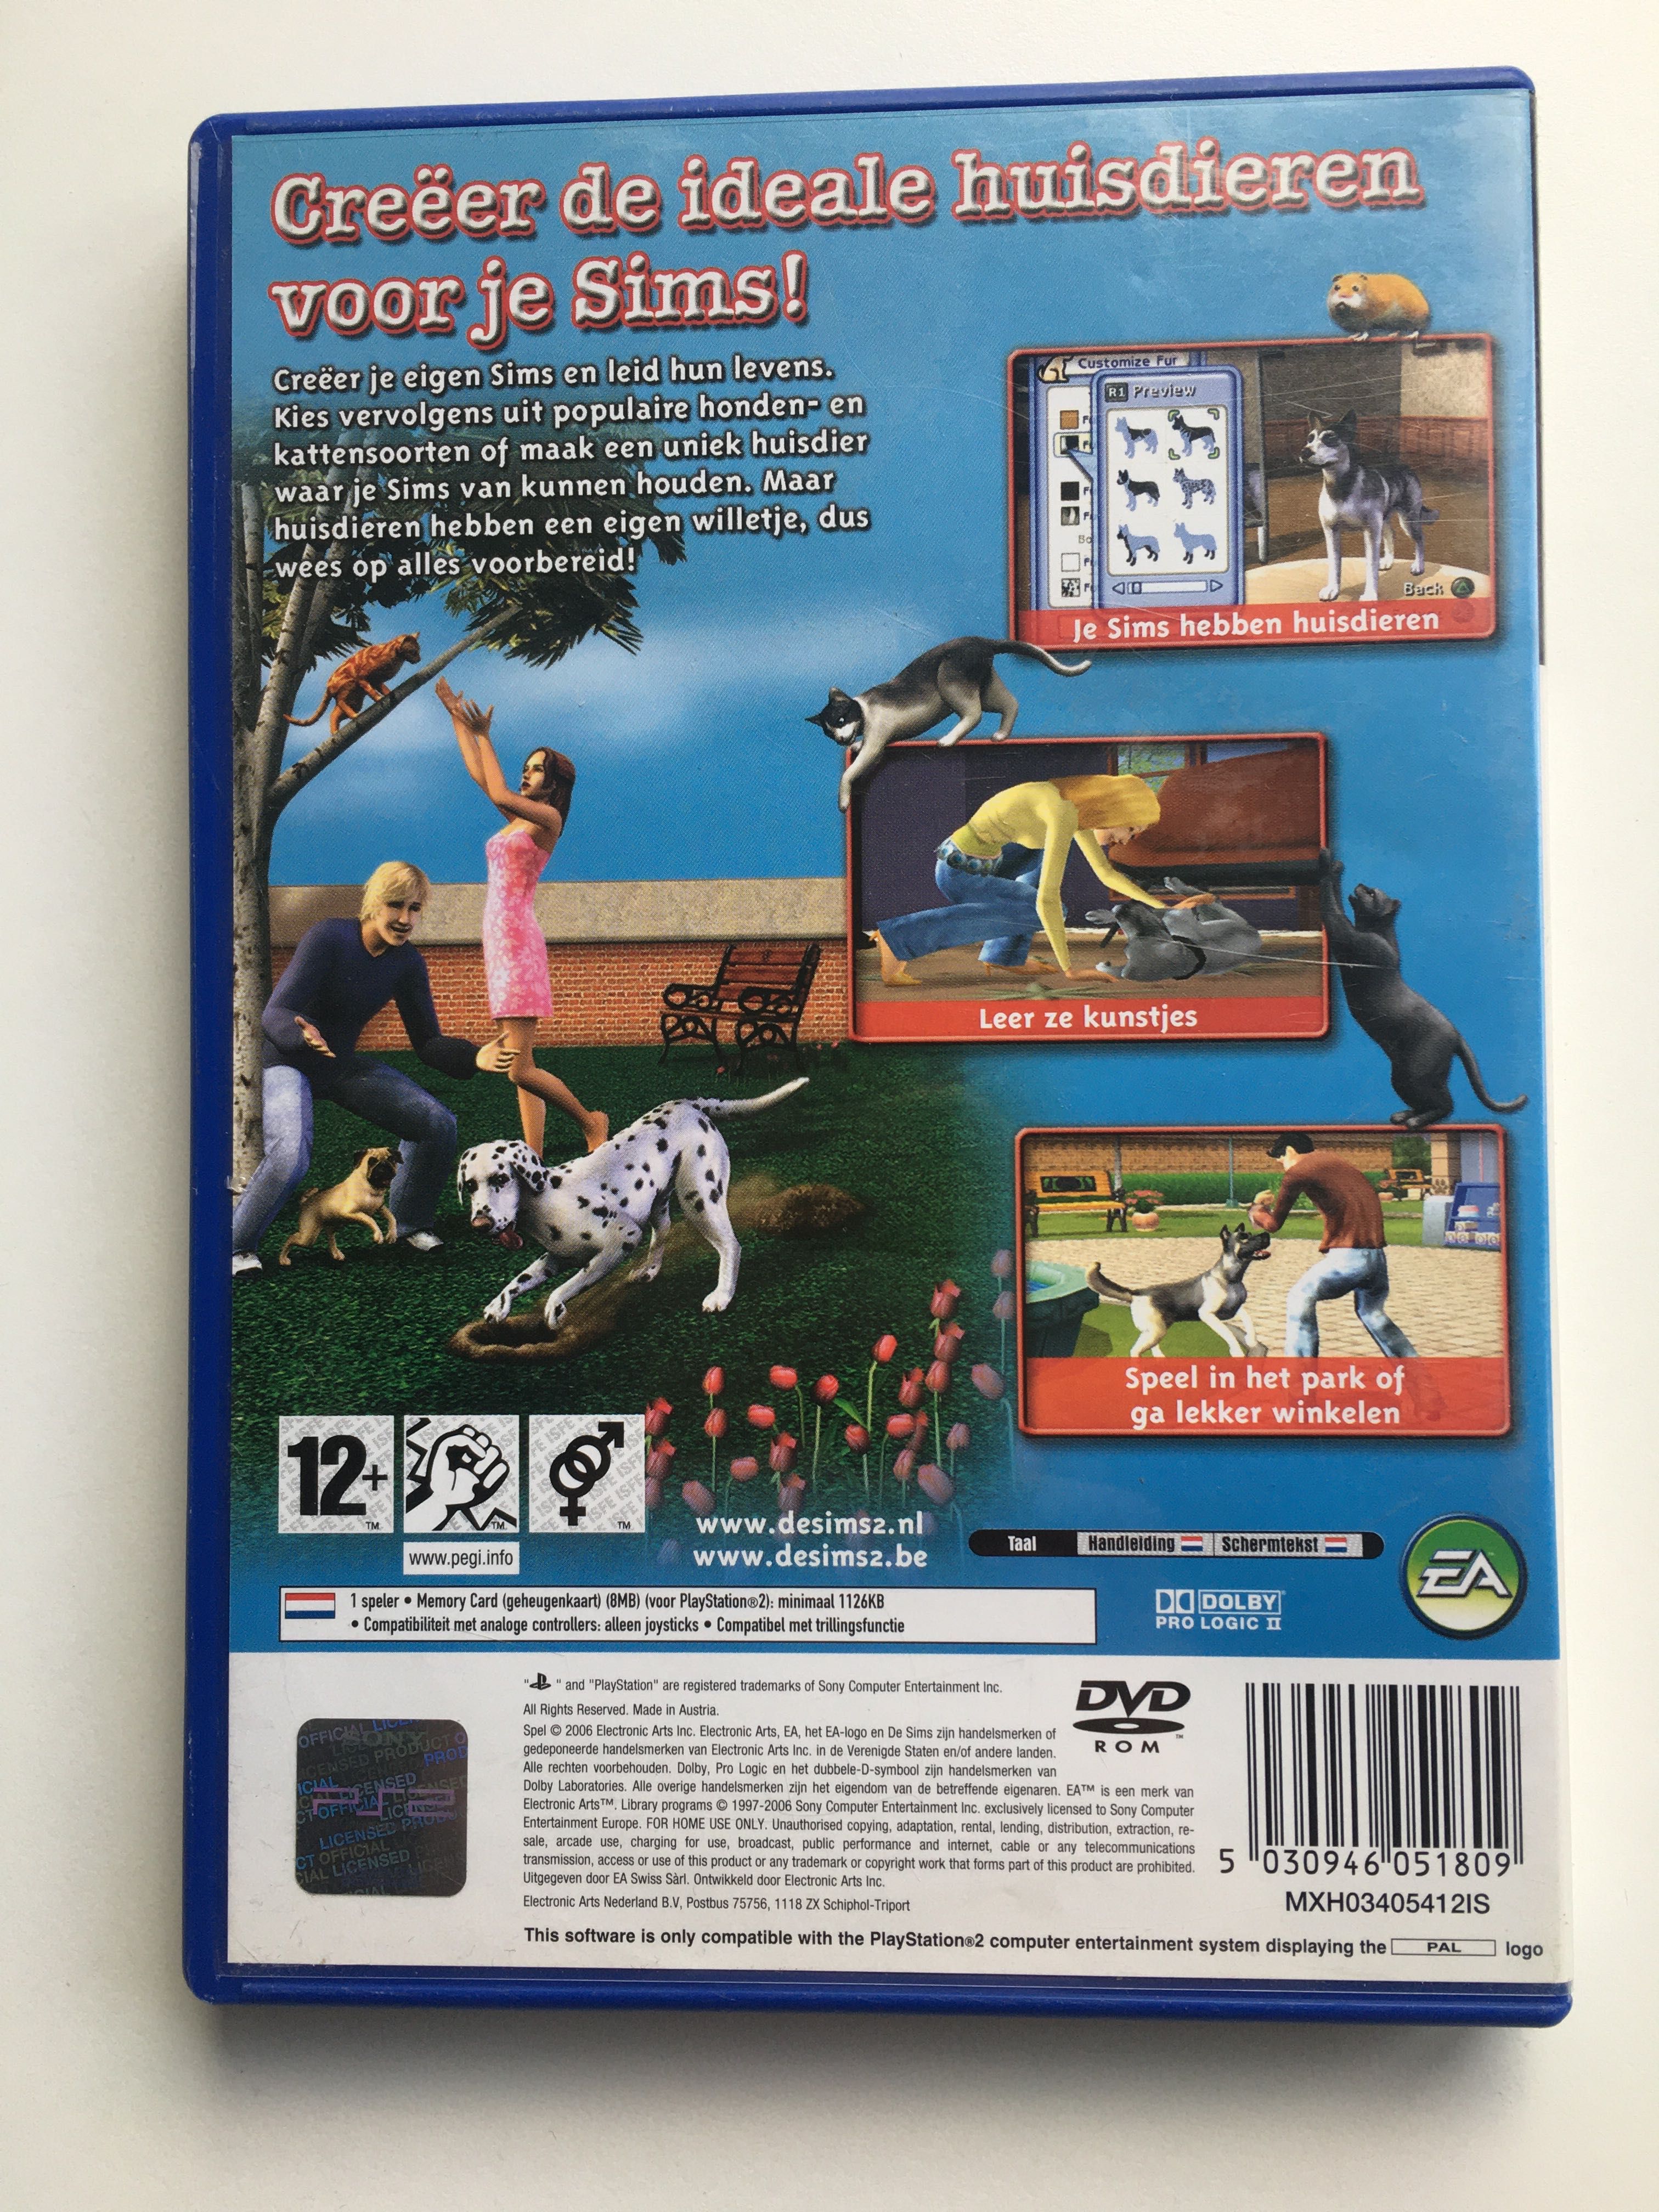 Creëer de ideale huisdieren
voor je Sims!
Creëer je eigen Sims en leid hun levens.
Kies vervolgens uit populaire honden- en
kattensoorten of maak een uniek huisdier
waar je Sims van kunnen houden. Maar
huisdieren hebben een eigen willetje, dus
wees op alles voorbereid!
Customize Fur
R1 Preview
Back
Je Sims hebben huisdieren
Leer ze kunstjes
Speel in het park of
ga lekker winkelen
12+
www.pegi.info
www.desims2.nl
www.desims2.be
Taal Handleiding Schermtekst
EA
1 speler • Memory Card (geheugenkaart) (8MB) (voor PlayStation®2): minimaal 1126KB
• Compatibiliteit met analoge controllers: alleen joysticks • Compatibel met trillingsfunctie
DOLBY
PRO LOGIC II
" " and "PlayStation" are registered trademarks of Sony Computer Entertainment Inc.
All Rights Reserved. Made in Austria.
Spel © 2006 Electronic Arts Inc. Electronic Arts, EA, het EA-logo en De Sims zijn handelsmerken of
gedeponeerde handelsmerken van Electronic Arts Inc. in de Verenigde Staten en/of andere landen.
Alle rechten voorbehouden. Dolby, Pro Logic en het dubbele-D-symbool zijn handelsmerken van
Dolby Laboratories. Alle overige handelsmerken zijn het eigendom van de betreffende eigenaren. EA™ is een merk van
Electronic Arts™. Library programs © 1997-2006 Sony Computer Entertainment Inc. exclusively licensed to Sony Computer
Entertainment Europe. FOR HOME USE ONLY. Unauthorised copying, adaptation, rental, lending, distribution, extraction, re-
sale, arcade use, charging for use, broadcast, public performance and internet, cable or any telecommunications
transmission, access or use of this product or any trademark or copyright work that forms part of this product are prohibited.
Uitgegeven door EA Swiss Sàrl. Ontwikkeld door Electronic Arts Inc.
Electronic Arts Nederland B.V, Postbus 75756, 1118 ZX Schiphol-Triport
This software is only compatible with the PlayStation®2 computer entertainment system displaying the PAL logo
DVD
ROM
5 030946 051809
MXH03405412IS
SONY
PS2
OFFICIAL LICENSED PRODUCT